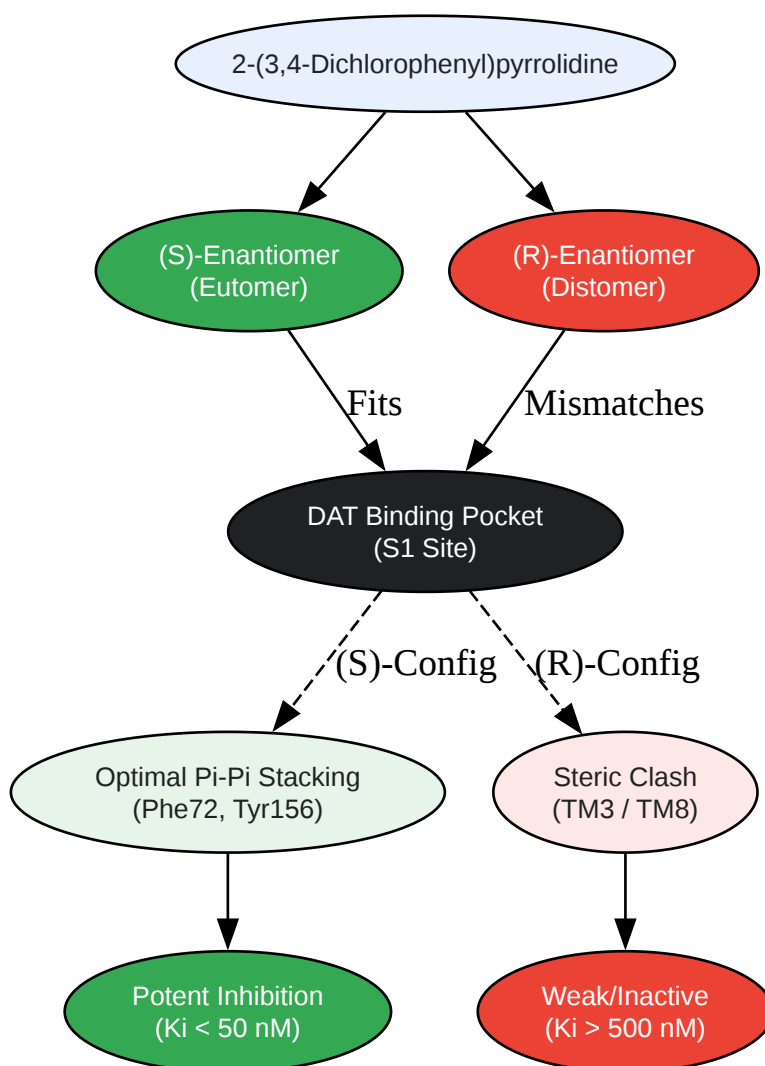 2-(3,4-Dichlorophenyl)pyrrolidine
(S)-Enantiomer
(Eutomer)
(R)-Enantiomer
(Distomer)
Fits
Mismatches
DAT Binding Pocket
(S1 Site)
(S)-Config
(R)-Config
Optimal Pi-Pi Stacking
(Phe72, Tyr156)
Steric Clash
(TM3 / TM8)
Potent Inhibition
(Ki < 50 nM)
Weak/Inactive
(Ki > 500 nM)